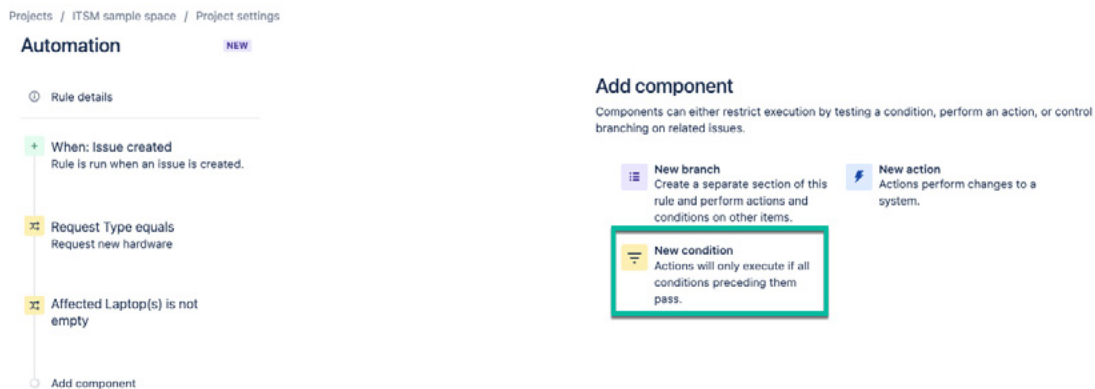 Projects / ITSM sample space / Project settings
Automation NEW
Rule details
When: Issue created
Rule is run when an issue is created.
Request Type equals
Request new hardware
Affected Laptop(s) is not
empty
Add component
Add component
Components can either restrict execution by testing a condition, perform an action, or control
branching on related issues.
New branch
Create a separate section of this
rule and perform actions and
conditions on other items.
New action
Actions perform changes to a
system.
New condition
Actions will only execute if all
conditions preceding them
pass.